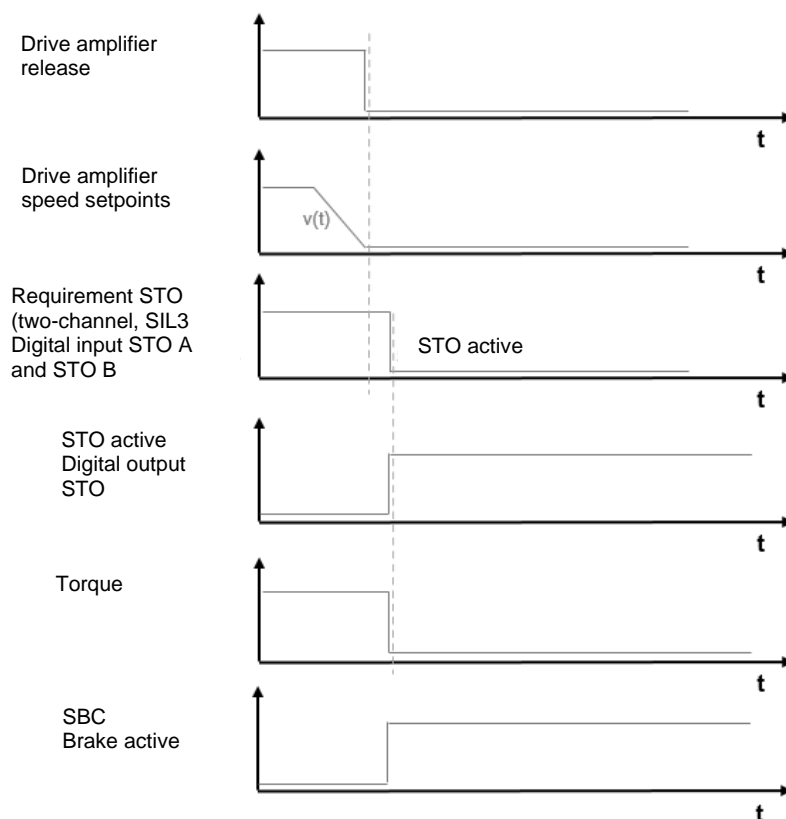 Drive amplifier
release
t
Drive amplifier
speed setpoints
v(t)
t
Requirement STO
(two-channel, SIL3
Digital input STO A
and STO B
STO active
t
STO active
Digital output
STO
t
Torque
t
SBC
Brake active
t